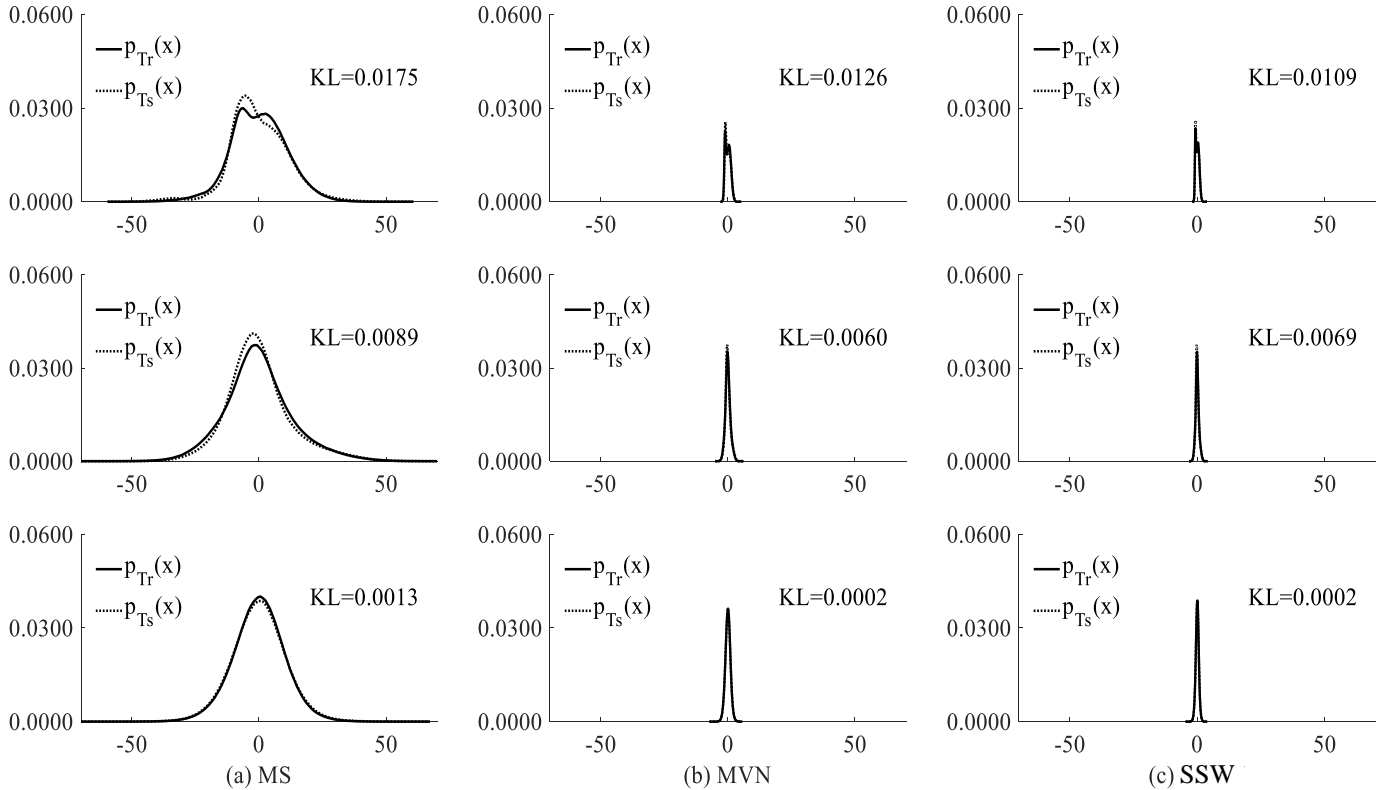 0.0600
p_Tr(x)
p_Ts(x)
KL=0.0175
0.0300
0.0000
-50 0 50
0.0600
p_Tr(x)
p_Ts(x)
KL=0.0126
0.0300
0.0000
-50 0 50
0.0600
p_Tr(x)
p_Ts(x)
KL=0.0109
0.0300
0.0000
-50 0 50
0.0600
p_Tr(x)
p_Ts(x)
KL=0.0089
0.0300
0.0000
-50 0 50
0.0600
p_Tr(x)
p_Ts(x)
KL=0.0060
0.0300
0.0000
-50 0 50
0.0600
p_Tr(x)
p_Ts(x)
KL=0.0069
0.0300
0.0000
-50 0 50
0.0600
p_Tr(x)
p_Ts(x)
KL=0.0013
0.0300
0.0000
-50 0 50
(a) MS
0.0600
p_Tr(x)
p_Ts(x)
KL=0.0002
0.0300
0.0000
-50 0 50
(b) MVN
0.0600
p_Tr(x)
p_Ts(x)
KL=0.0002
0.0300
0.0000
-50 0 50
(c) SSW